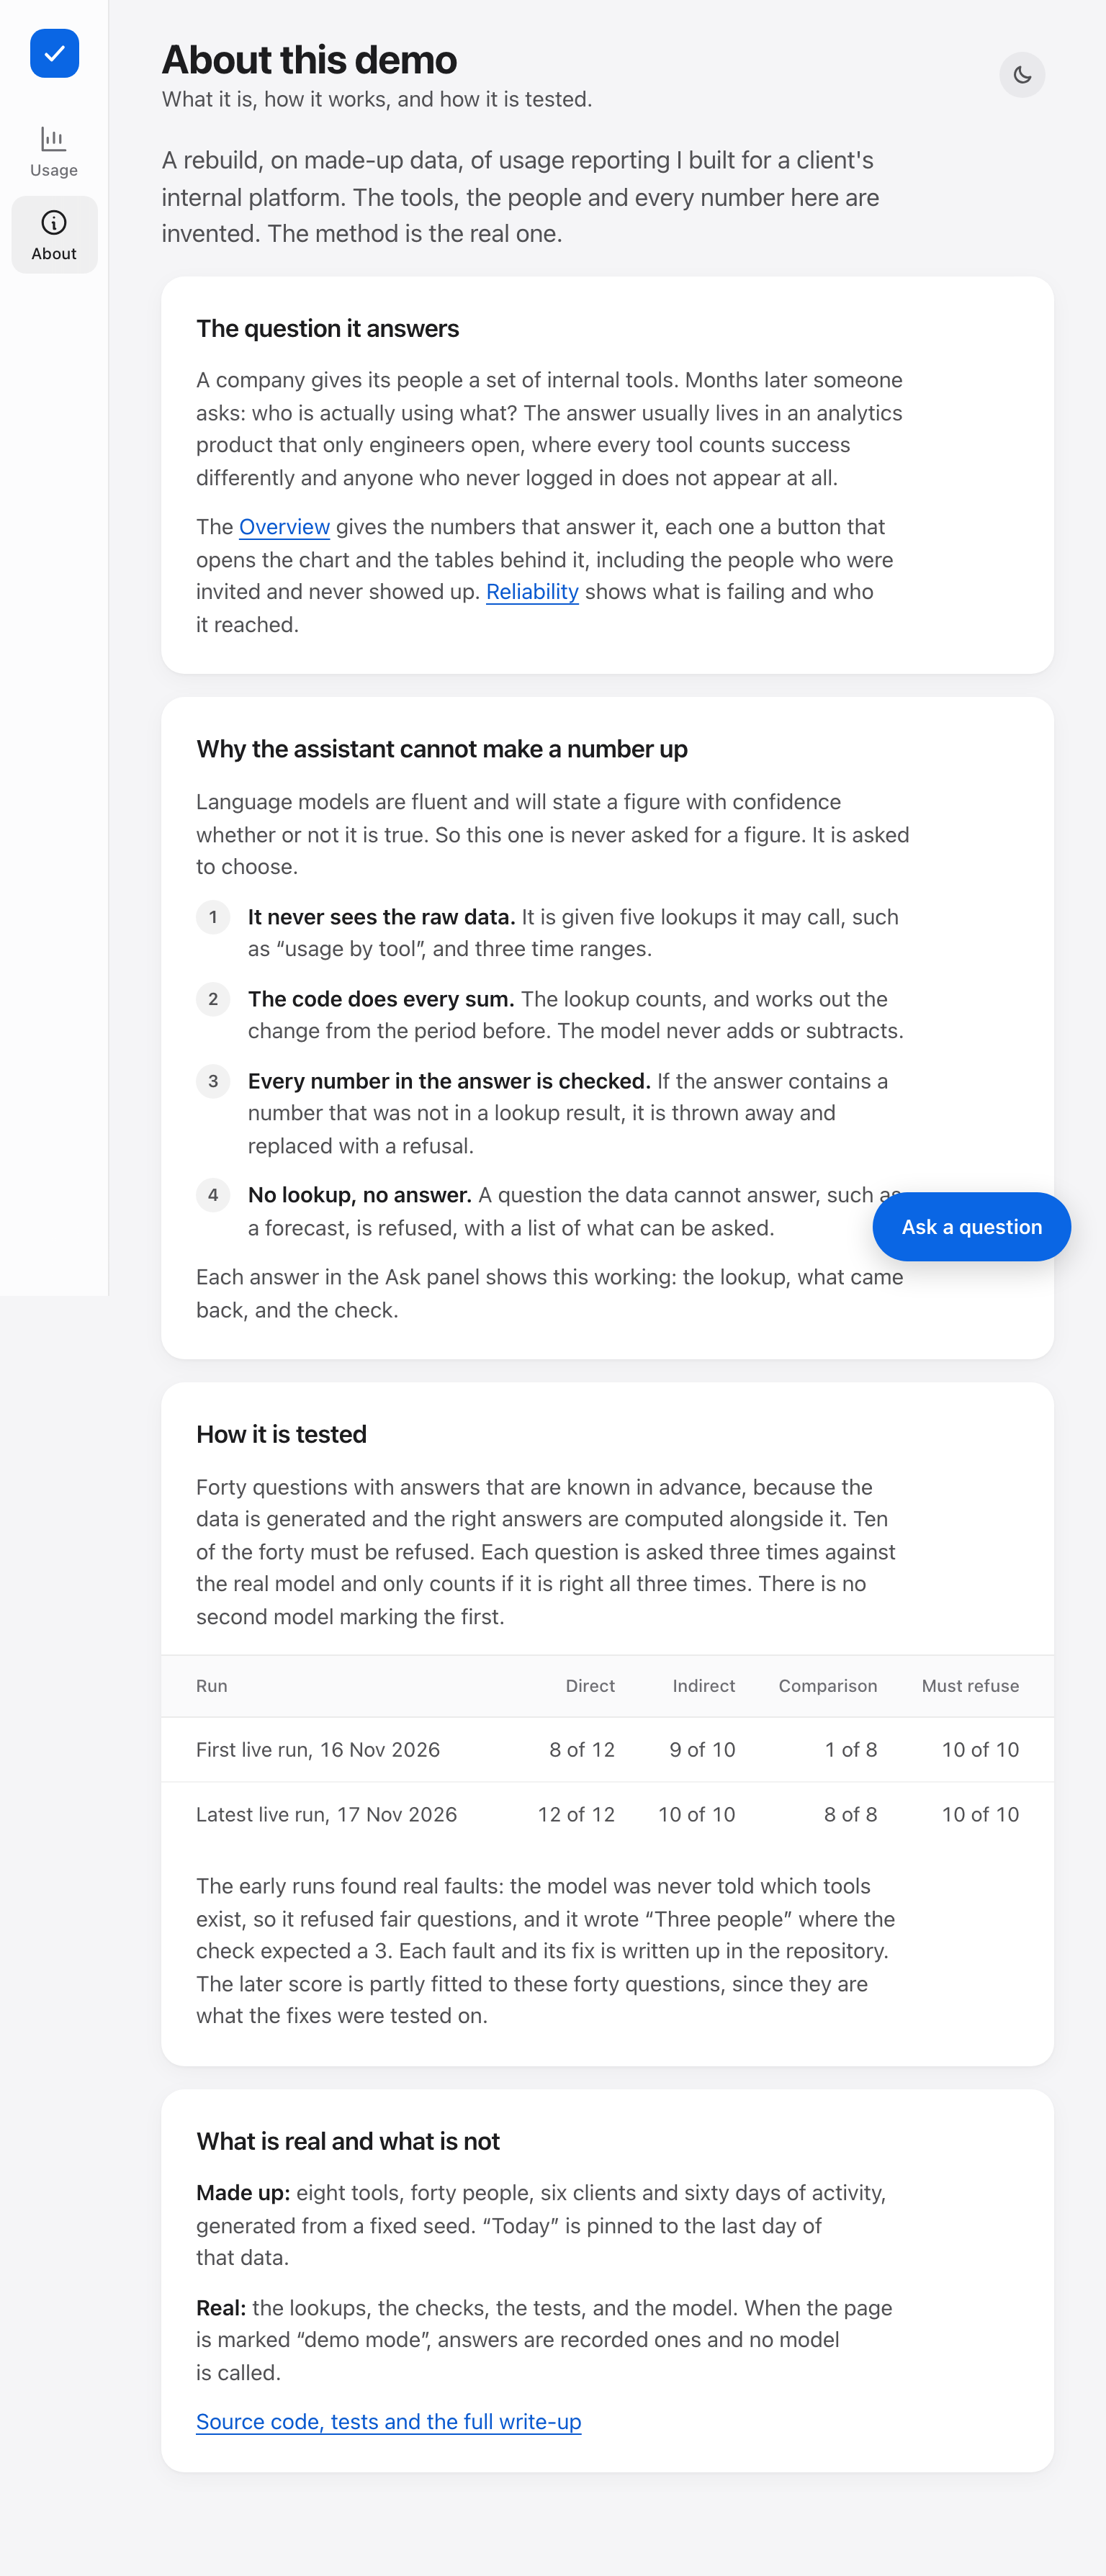 About this demo
What it is, how it works, and how it is tested.
Usage
About
A rebuild, on made-up data, of usage reporting I built for a client's
internal platform. The tools, the people and every number here are
invented. The method is the real one.
The question it answers
A company gives its people a set of internal tools. Months later someone
asks: who is actually using what? The answer usually lives in an analytics
product that only engineers open, where every tool counts success
differently and anyone who never logged in does not appear at all.
The Overview gives the numbers that answer it, each one a button that
opens the chart and the tables behind it, including the people who were
invited and never showed up. Reliability shows what is failing and who
it reached.
Why the assistant cannot make a number up
Language models are fluent and will state a figure with confidence
whether or not it is true. So this one is never asked for a figure. It is asked
to choose.
1 It never sees the raw data. It is given five lookups it may call, such
as “usage by tool”, and three time ranges.
2 The code does every sum. The lookup counts, and works out the
change from the period before. The model never adds or subtracts.
3 Every number in the answer is checked. If the answer contains a
number that was not in a lookup result, it is thrown away and
replaced with a refusal.
4 No lookup, no answer. A question the data cannot answer, such as
a forecast, is refused, with a list of what can be asked.
Ask a question
Each answer in the Ask panel shows this working: the lookup, what came
back, and the check.
How it is tested
Forty questions with answers that are known in advance, because the
data is generated and the right answers are computed alongside it. Ten
of the forty must be refused. Each question is asked three times against
the real model and only counts if it is right all three times. There is no
second model marking the first.
Run Direct Indirect Comparison Must refuse
First live run, 16 Nov 2026 8 of 12 9 of 10 1 of 8 10 of 10
Latest live run, 17 Nov 2026 12 of 12 10 of 10 8 of 8 10 of 10
The early runs found real faults: the model was never told which tools
exist, so it refused fair questions, and it wrote “Three people” where the
check expected a 3. Each fault and its fix is written up in the repository.
The later score is partly fitted to these forty questions, since they are
what the fixes were tested on.
What is real and what is not
Made up: eight tools, forty people, six clients and sixty days of activity,
generated from a fixed seed. “Today” is pinned to the last day of
that data.
Real: the lookups, the checks, the tests, and the model. When the page
is marked “demo mode”, answers are recorded ones and no model
is called.
Source code, tests and the full write-up